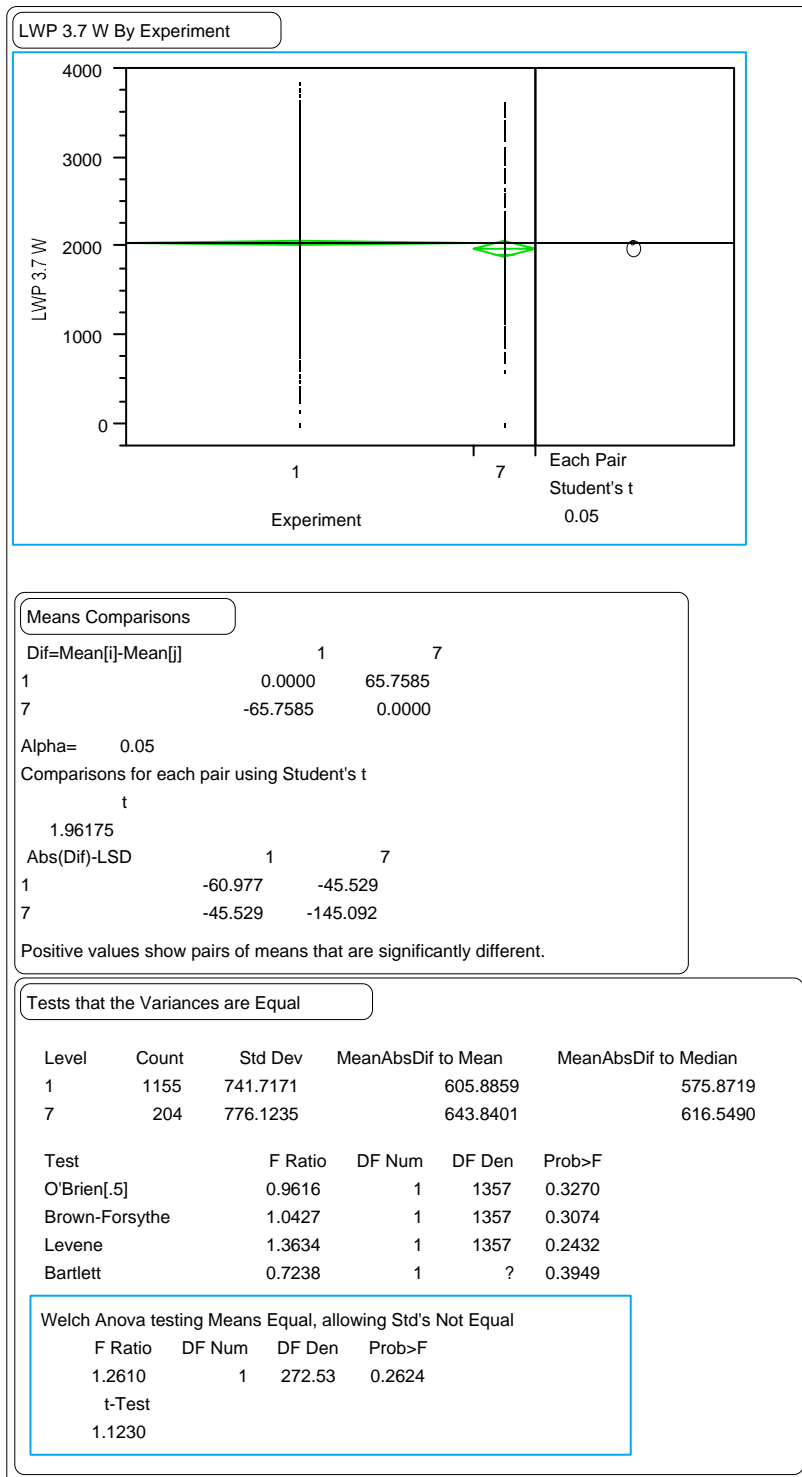 LWP 3.7 W By Experiment
4000
3000
2000
1000
0
LWP 3.7 W
1 7
Experiment
Each Pair
Student's t
0.05
Means Comparisons
Dif=Mean[i]-Mean[j] 1 7
1 0.0000 65.7585
7 -65.7585 0.0000
Alpha= 0.05
Comparisons for each pair using Student's t
t
1.96175
Abs(Dif)-LSD 1 7
1 -60.977 -45.529
7 -45.529 -145.092
Positive values show pairs of means that are significantly different.
Tests that the Variances are Equal
Level Count Std Dev MeanAbsDif to Mean MeanAbsDif to Median
1 1155 741.7171 605.8859 575.8719
7 204 776.1235 643.8401 616.5490
Test F Ratio DF Num DF Den Prob>F
O'Brien[.5] 0.9616 1 1357 0.3270
Brown-Forsythe 1.0427 1 1357 0.3074
Levene 1.3634 1 1357 0.2432
Bartlett 0.7238 1 ? 0.3949
Welch Anova testing Means Equal, allowing Std's Not Equal
F Ratio DF Num DF Den Prob>F
1.2610 1 272.53 0.2624
t-Test
1.1230